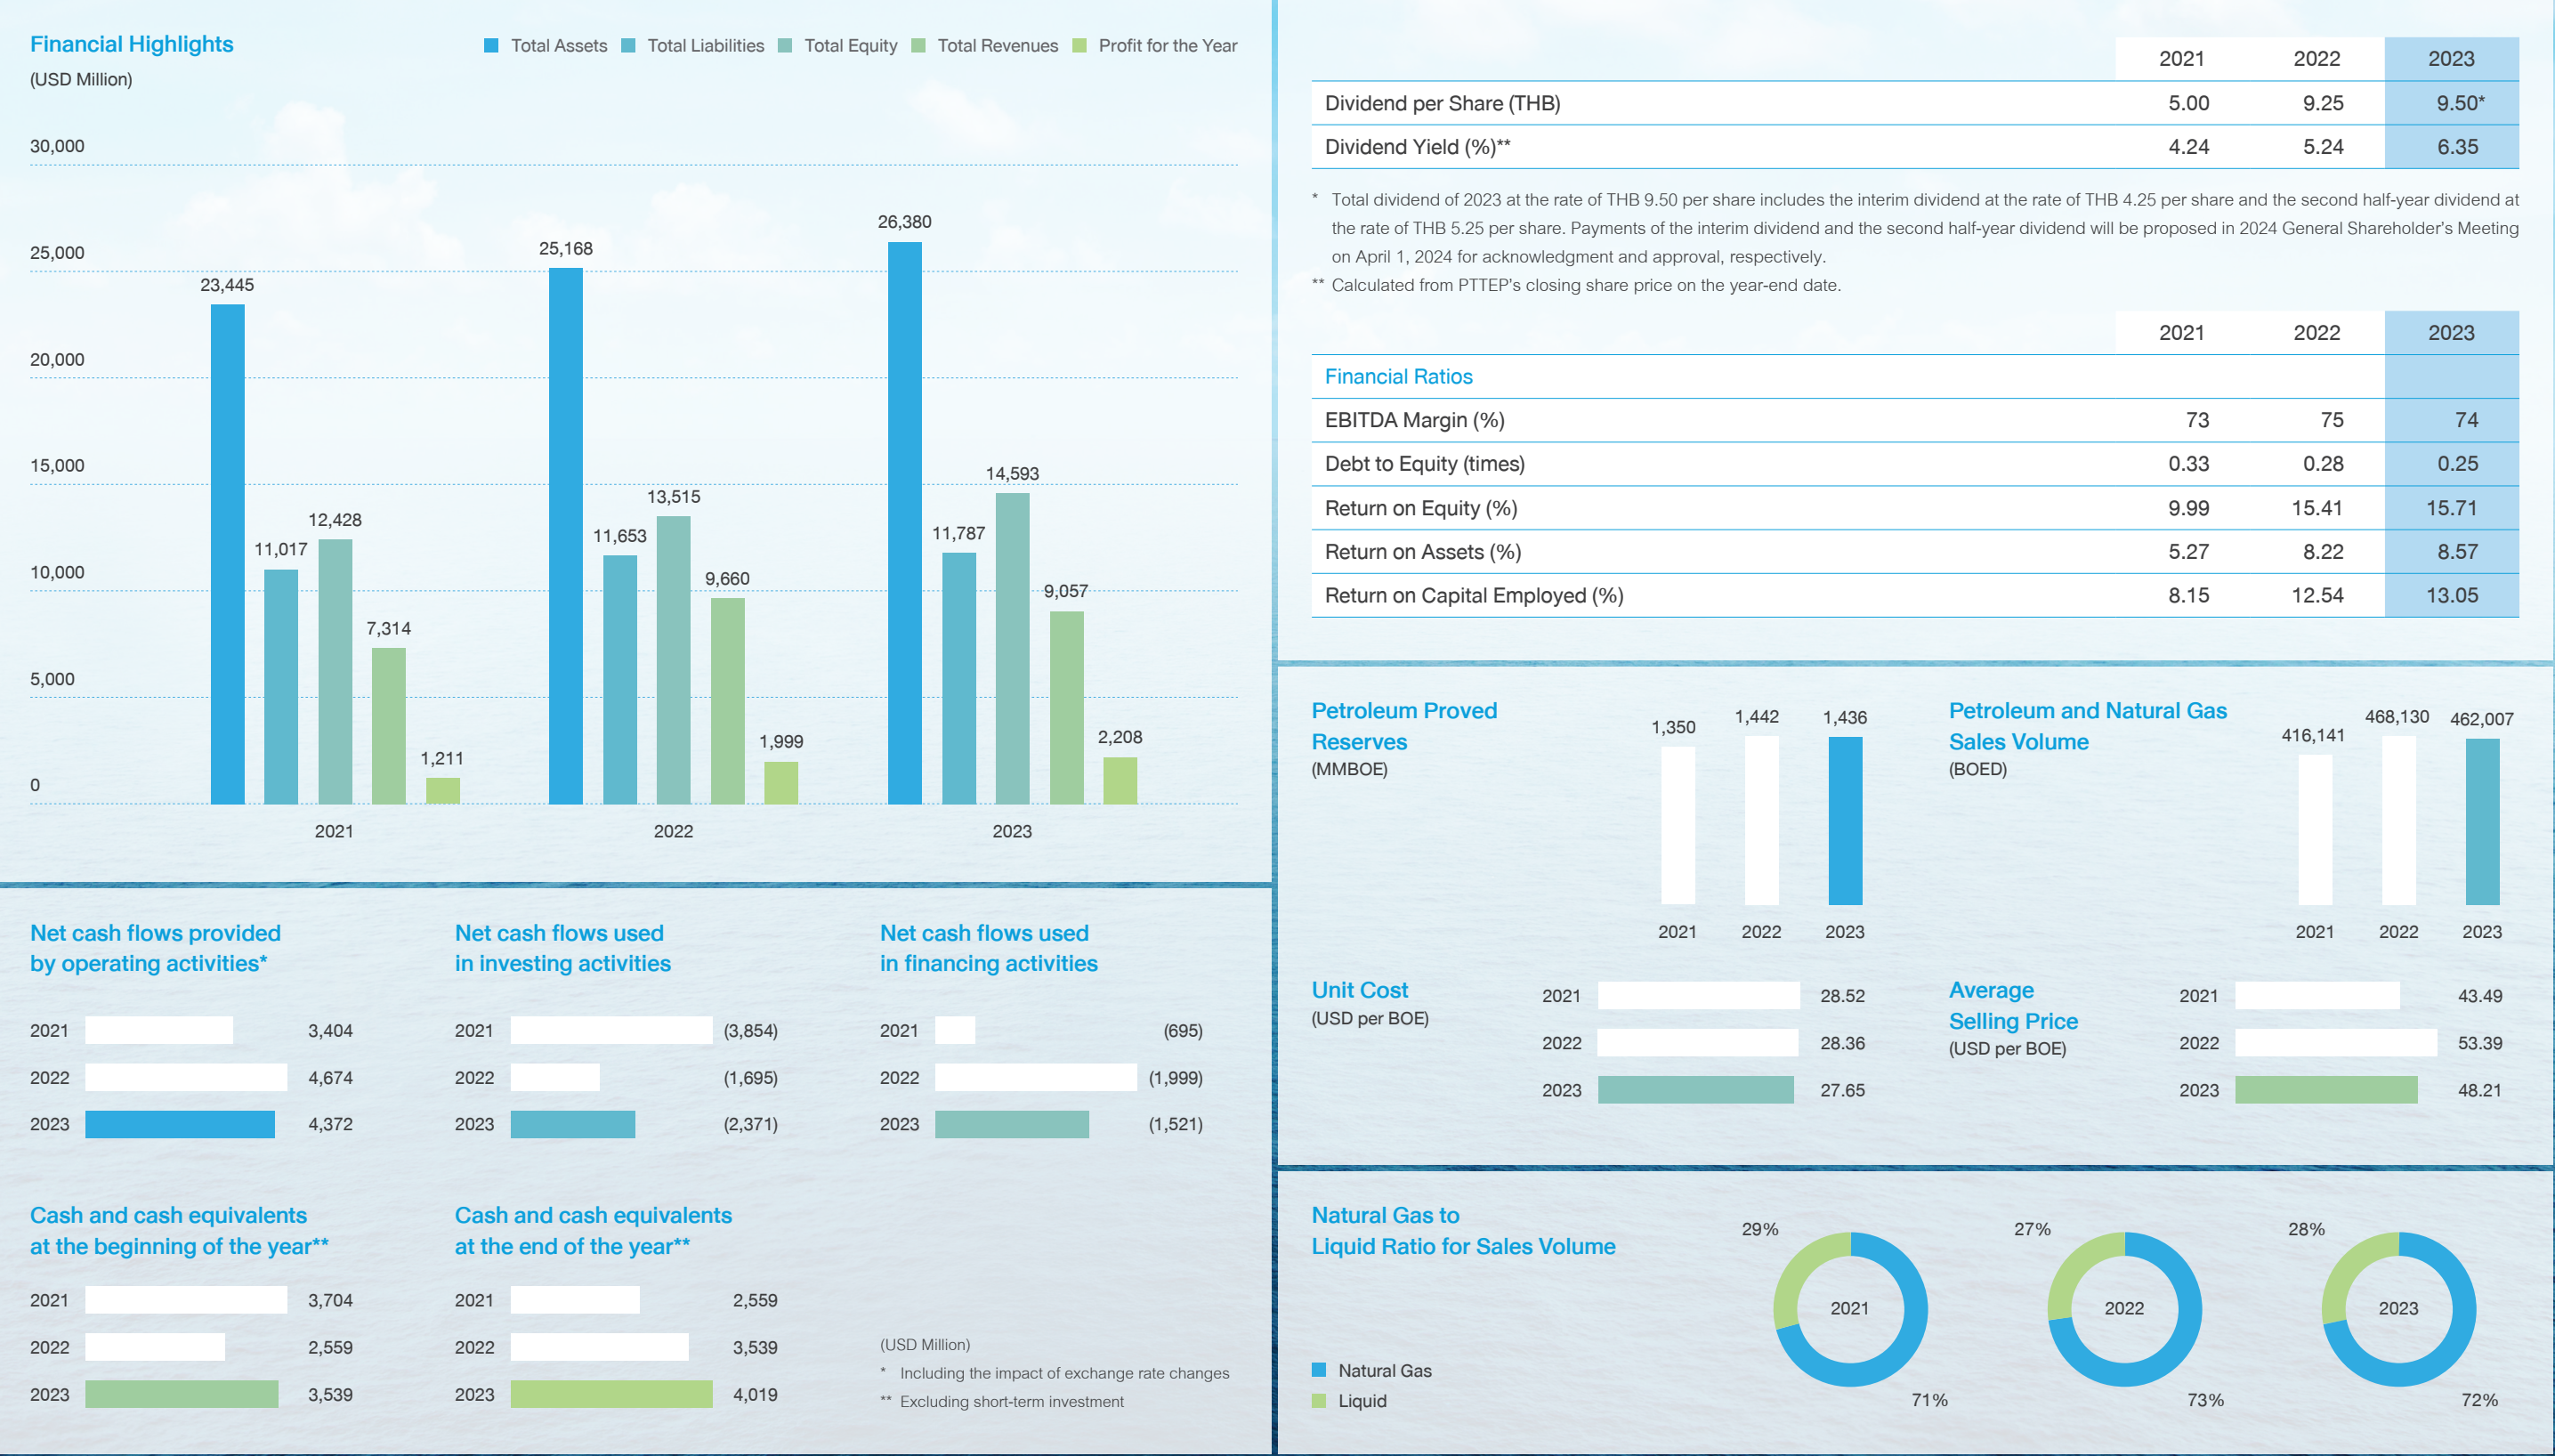 Financial Highlights
(USD Million)
Total Assets Total Liabilities Total Equity Total Revenues Profit for the Year
30,000
25,000
20,000
15,000
10,000
5,000
0
23,445
11,017
12,428
7,314
1,211
25,168
11,653
13,515
9,660
1,999
26,380
11,787
14,593
9,057
2,208
2021 2022 2023
Net cash flows provided
by operating activities*
2021 3,404
2022 4,674
2023 4,372
Net cash flows used
in investing activities
2021 (3,854)
2022 (1,695)
2023 (2,371)
Net cash flows used
in financing activities
2021 (695)
2022 (1,999)
2023 (1,521)
Cash and cash equivalents
at the beginning of the year**
2021 3,704
2022 2,559
2023 3,539
Cash and cash equivalents
at the end of the year**
2021 2,559
2022 3,539
2023 4,019
(USD Million)
* Including the impact of exchange rate changes
** Excluding short-term investment
2021 2022 2023
Dividend per Share (THB) 5.00 9.25 9.50*
Dividend Yield (%)** 4.24 5.24 6.35
* Total dividend of 2023 at the rate of THB 9.50 per share includes the interim dividend at the rate of THB 4.25 per share and the second half-year dividend at
the rate of THB 5.25 per share. Payments of the interim dividend and the second half-year dividend will be proposed in 2024 General Shareholder's Meeting
on April 1, 2024 for acknowledgment and approval, respectively.
** Calculated from PTTEP's closing share price on the year-end date.
2021 2022 2023
Financial Ratios
EBITDA Margin (%) 73 75 74
Debt to Equity (times) 0.33 0.28 0.25
Return on Equity (%) 9.99 15.41 15.71
Return on Assets (%) 5.27 8.22 8.57
Return on Capital Employed (%) 8.15 12.54 13.05
Petroleum Proved
Reserves
(MMBOE)
1,350 1,442 1,436
2021 2022 2023
Petroleum and Natural Gas
Sales Volume
(BOED)
416,141 468,130 462,007
2021 2022 2023
Unit Cost
(USD per BOE)
2021 28.52
2022 28.36
2023 27.65
Average
Selling Price
(USD per BOE)
2021 43.49
2022 53.39
2023 48.21
Natural Gas to
Liquid Ratio for Sales Volume
Natural Gas
Liquid
29% 2021 71%
27% 2022 73%
28% 2023 72%